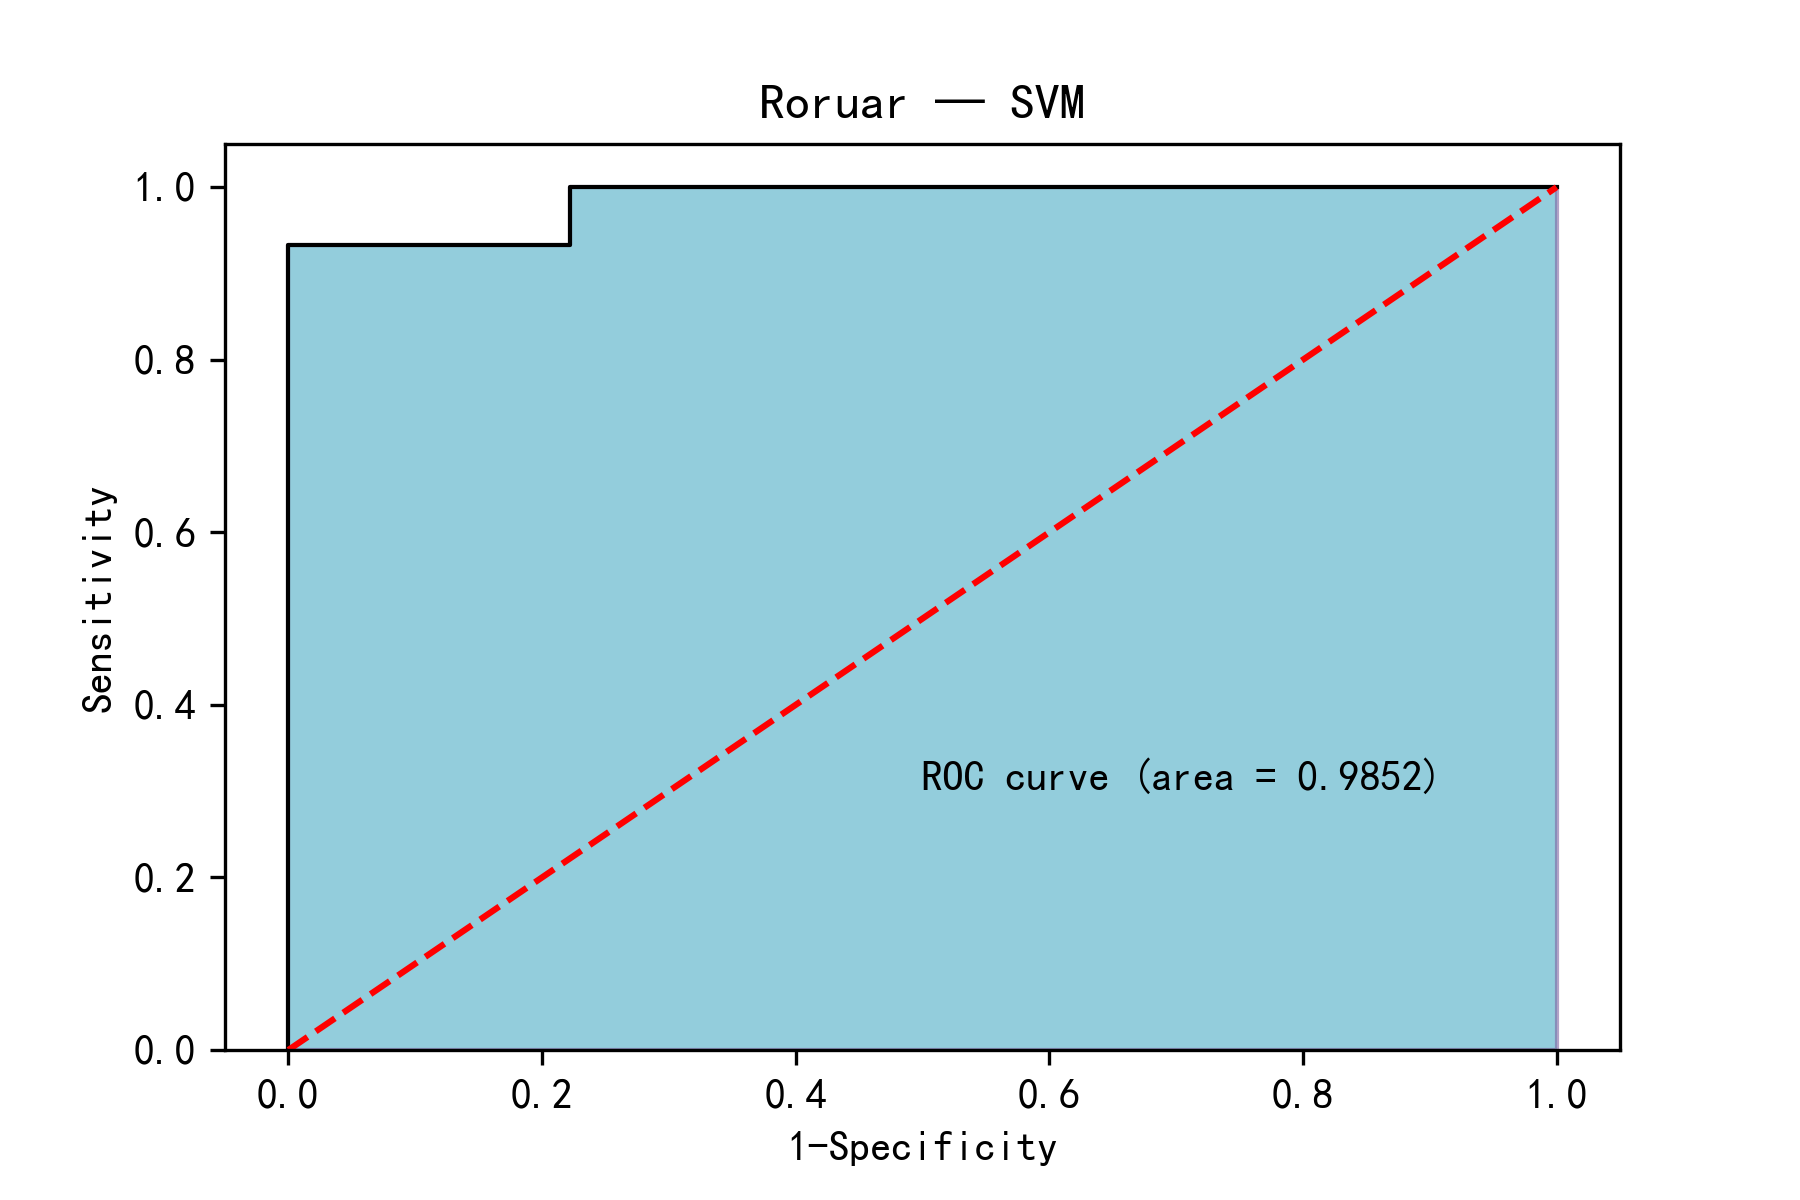 Roruar —— SVM
1.0
0.8
0.6
0.4
0.2
0.0
Sensitivity
ROC curve (area = 0.9852)
0.0 0.2 0.4 0.6 0.8 1.0
1-Specificity